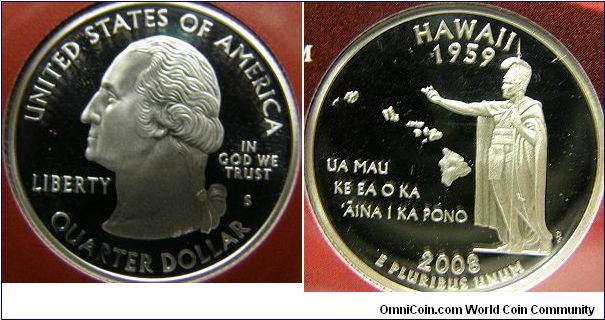 UNITED STATES OF AMERICA
LIBERTY
IN
GOD WE
TRUST
S
QUARTER DOLLAR
HAWAII
1959
UA MAU
KE EA O KA
ʻĀINA I KA PONO
2008
E PLURIBUS UNUM
OmniCoin.com World Coin Community